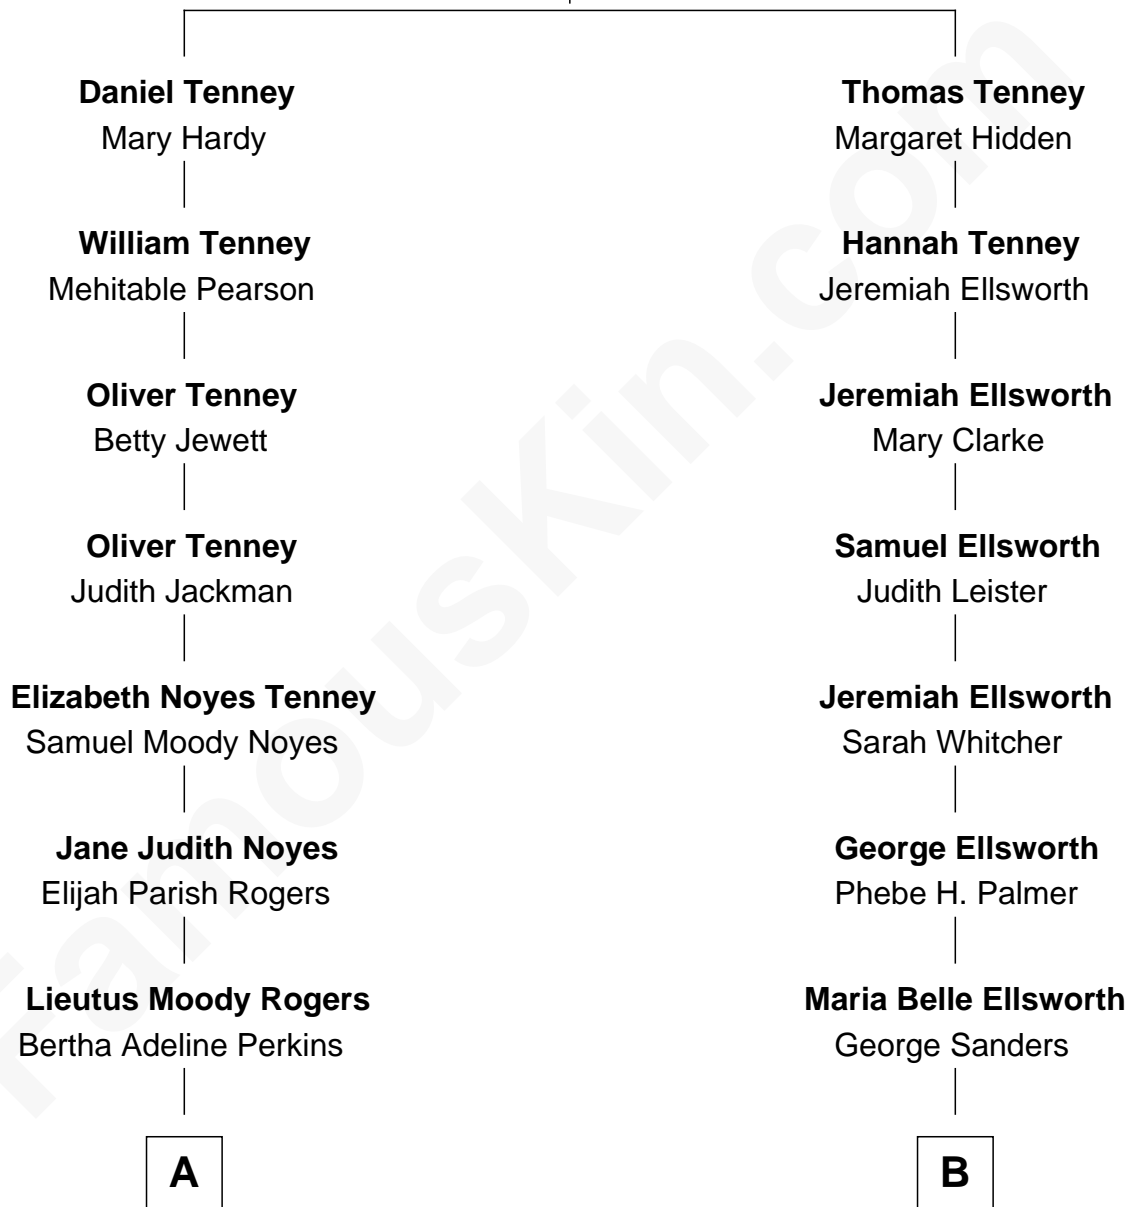 Daniel Tenney
Mary Hardy
Thomas Tenney
Margaret Hidden
William Tenney
Mehitable Pearson
Hannah Tenney
Jeremiah Ellsworth
Oliver Tenney
Betty Jewett
Jeremiah Ellsworth
Mary Clarke
Oliver Tenney
Judith Jackman
Samuel Ellsworth
Judith Leister
Elizabeth Noyes Tenney
Samuel Moody Noyes
Jeremiah Ellsworth
Sarah Whitcher
Jane Judith Noyes
Elijah Parish Rogers
George Ellsworth
Phebe H. Palmer
Lieutus Moody Rogers
Bertha Adeline Perkins
Maria Belle Ellsworth
George Sanders
A
B
FamousKin.com